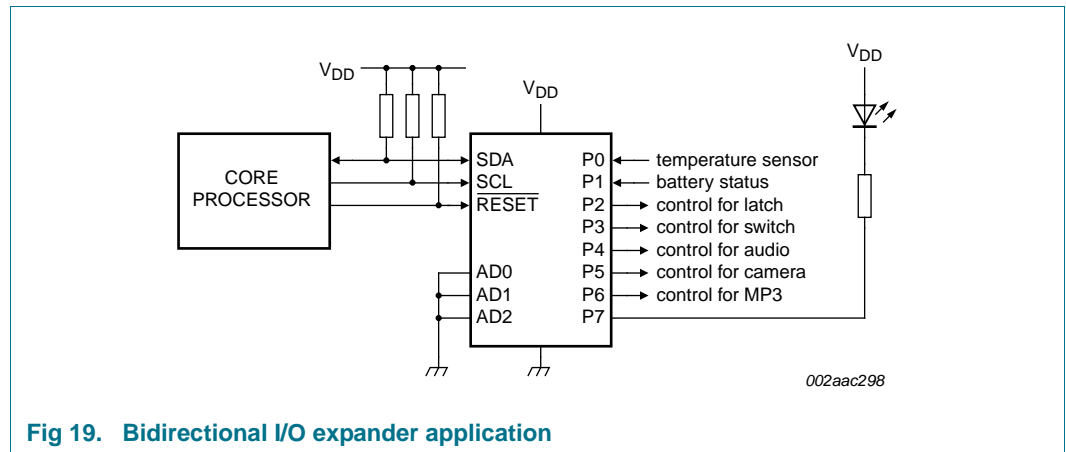 VDD
VDD
VDD
CORE
PROCESSOR
SDA
SCL
RESET
AD0
AD1
AD2
P0
P1
P2
P3
P4
P5
P6
P7
temperature sensor
battery status
control for latch
control for switch
control for audio
control for camera
control for MP3
002aac298
Fig 19. Bidirectional I/O expander application